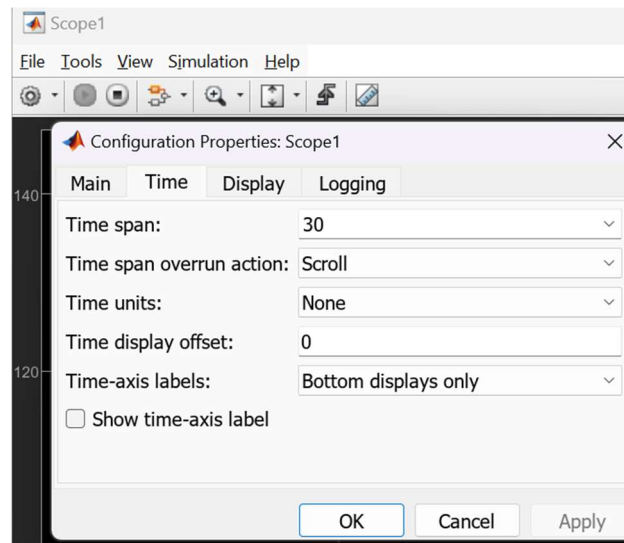 Scope1
File Tools View Simulation Help
Configuration Properties: Scope1
Main Time Display Logging
140
Time span: 30
Time span overrun action: Scroll
Time units: None
Time display offset: 0
120
Time-axis labels: Bottom displays only
Show time-axis label
OK Cancel Apply